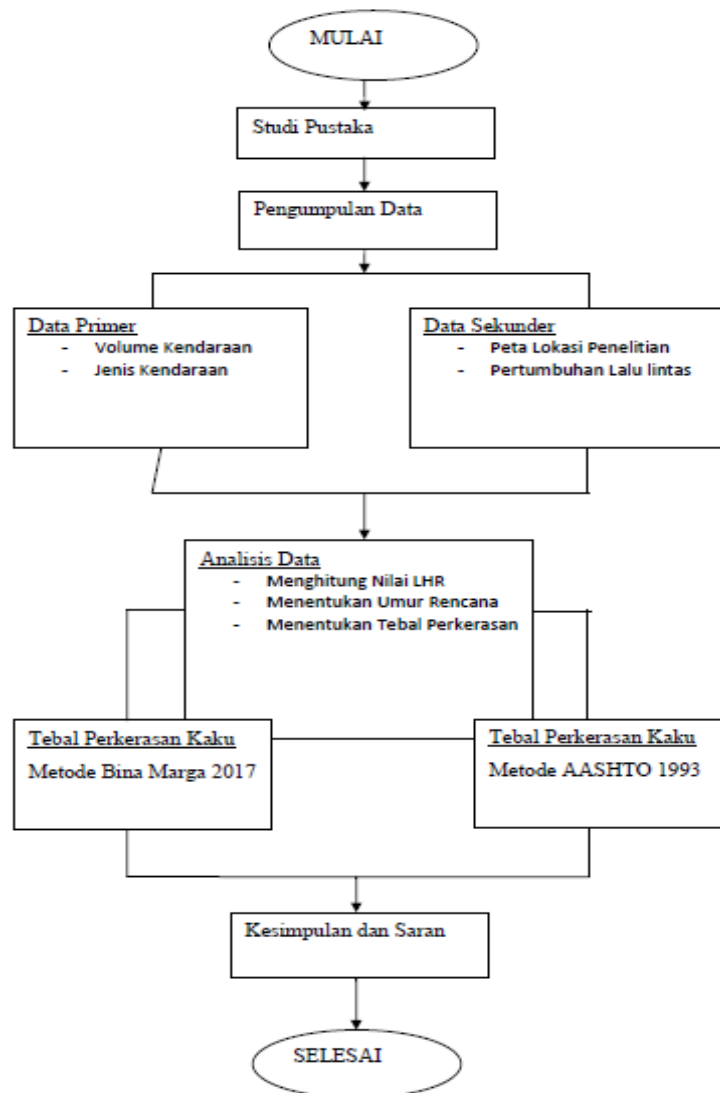 MULAI
Studi Pustaka
Pengumpulan Data
Data Primer
- Volume Kendaraan
- Jenis Kendaraan
Data Sekunder
- Peta Lokasi Penelitian
- Pertumbuhan Lalu lintas
Analisis Data
- Menghitung Nilai LHR
- Menentukan Umur Rencana
- Menentukan Tebal Perkerasan
Tebal Perkerasan Kaku
Metode Bina Marga 2017
Tebal Perkerasan Kaku
Metode AASHTO 1993
Kesimpulan dan Saran
SELESAI